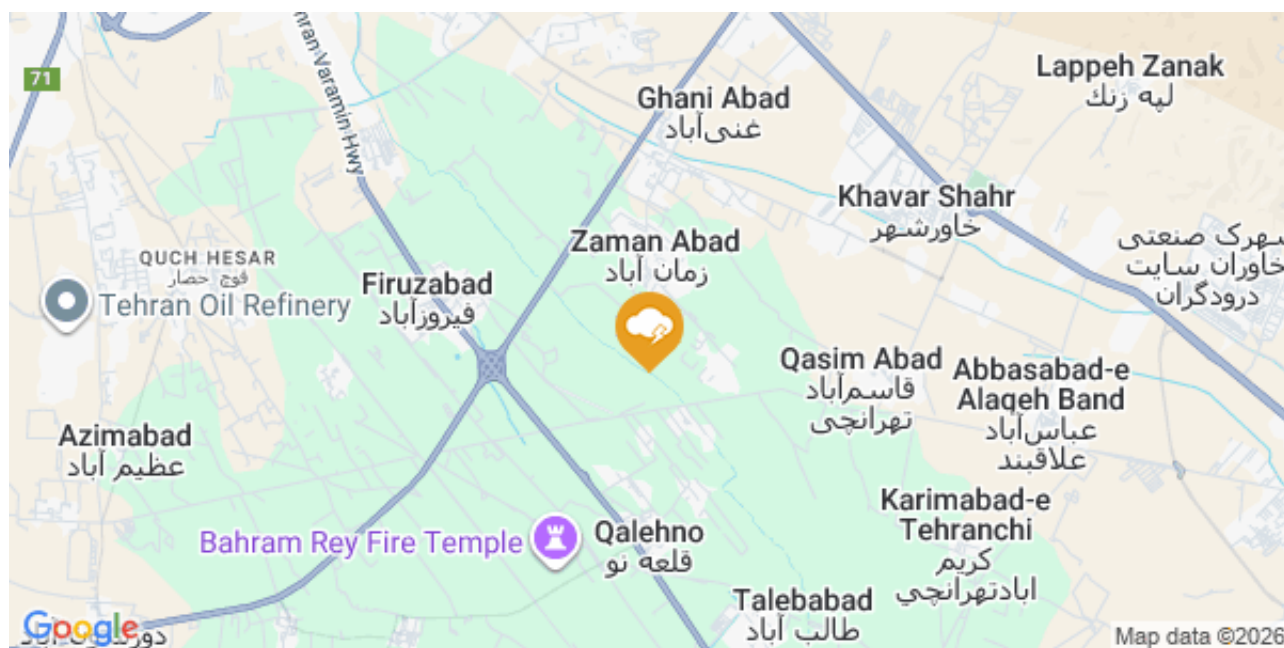 Lappeh Zanak
لپه زنك
71
Varamin Hwy
Ghani Abad
غنی‌آباد
Khavar Shahr
خاورشهر
Zaman Abad
زمان آباد
شهرک صنعتی
خاوران سایت
درودگران
QUCH HESAR
قوچ حصار
Firuzabad
فیروزآباد
Tehran Oil Refinery
Qasim Abad
قاسم‌آباد
تهرانچی
Abbasabad-e
Alaqeh Band
عباس‌آباد
علاقبند
Azimabad
عظیم آباد
Karimabad-e
Tehranchi
كريم
ابادتهرانچي
Bahram Rey Fire Temple
Qalehno
قلعه نو
Talebabad
طالب آباد
Google
Map data ©2026